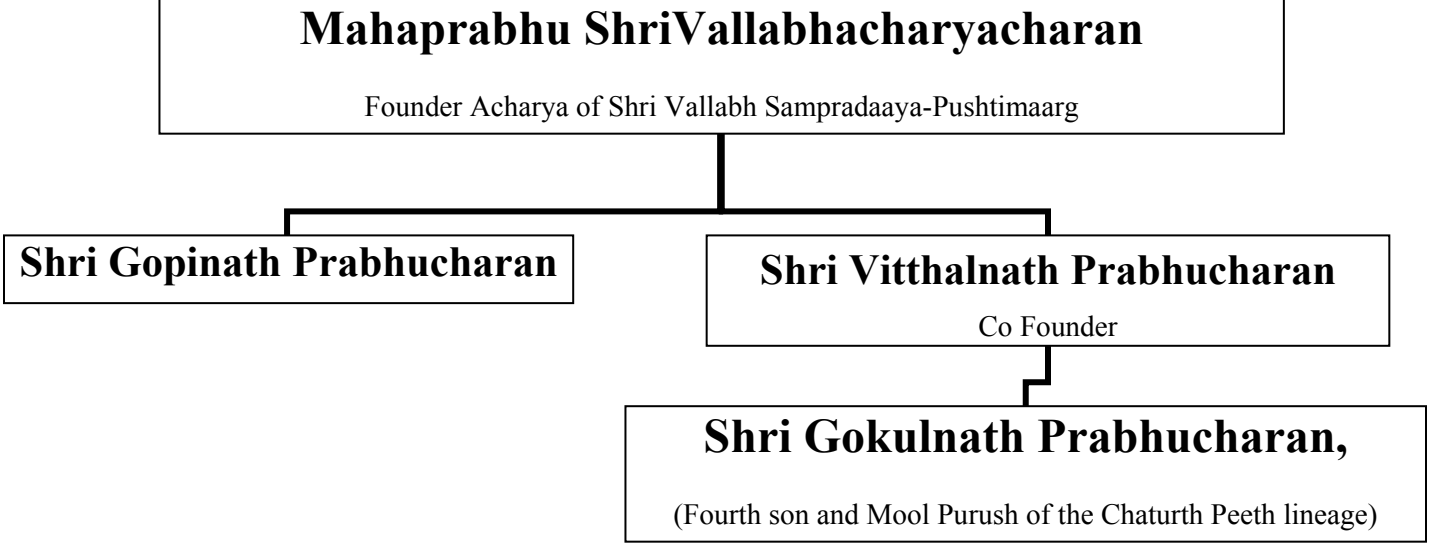 Mahaprabhu ShriVallabhacharyacharan
Founder Acharya of Shri Vallabh Sampradaaya-Pushtimaarg
Shri Gopinath Prabhucharan
Shri Vitthalnath Prabhucharan
Co Founder
Shri Gokulnath Prabhucharan,
(Fourth son and Mool Purush of the Chaturth Peeth lineage)